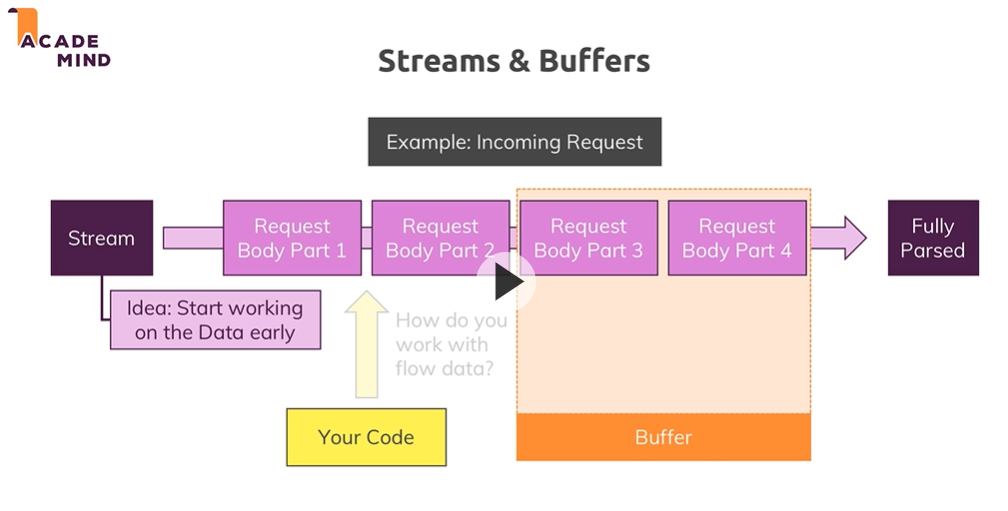 ACADE
MIND
Streams & Buffers
Example: Incoming Request
Stream
Request
Body Part 1
Request
Body Part 2
Request
Body Part 3
Request
Body Part 4
Fully
Parsed
Idea: Start working
on the Data early
How do you
work with
flow data?
Your Code
Buffer